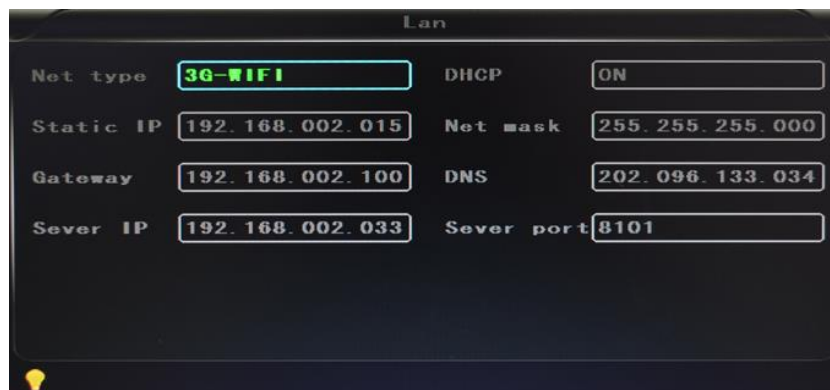 Lan
Net type 3G-WIFI DHCP ON
Static IP 192.168.002.015 Net mask 255.255.255.000
Gateway 192.168.002.100 DNS 202.096.133.034
Sever IP 192.168.002.033 Sever port 8101